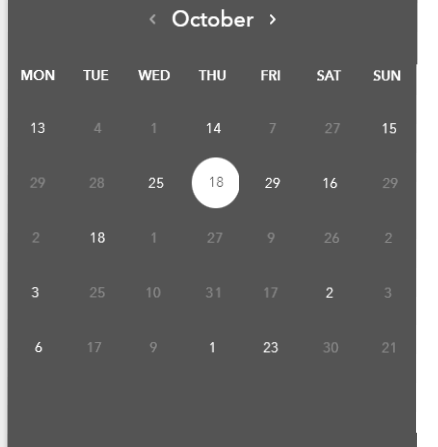 ‹ October ›
MON TUE WED THU FRI SAT SUN
13 4 1 14 7 27 15
29 28 25 18 29 16 29
2 18 1 27 9 26 2
3 25 10 31 17 2 3
6 17 9 1 23 30 21